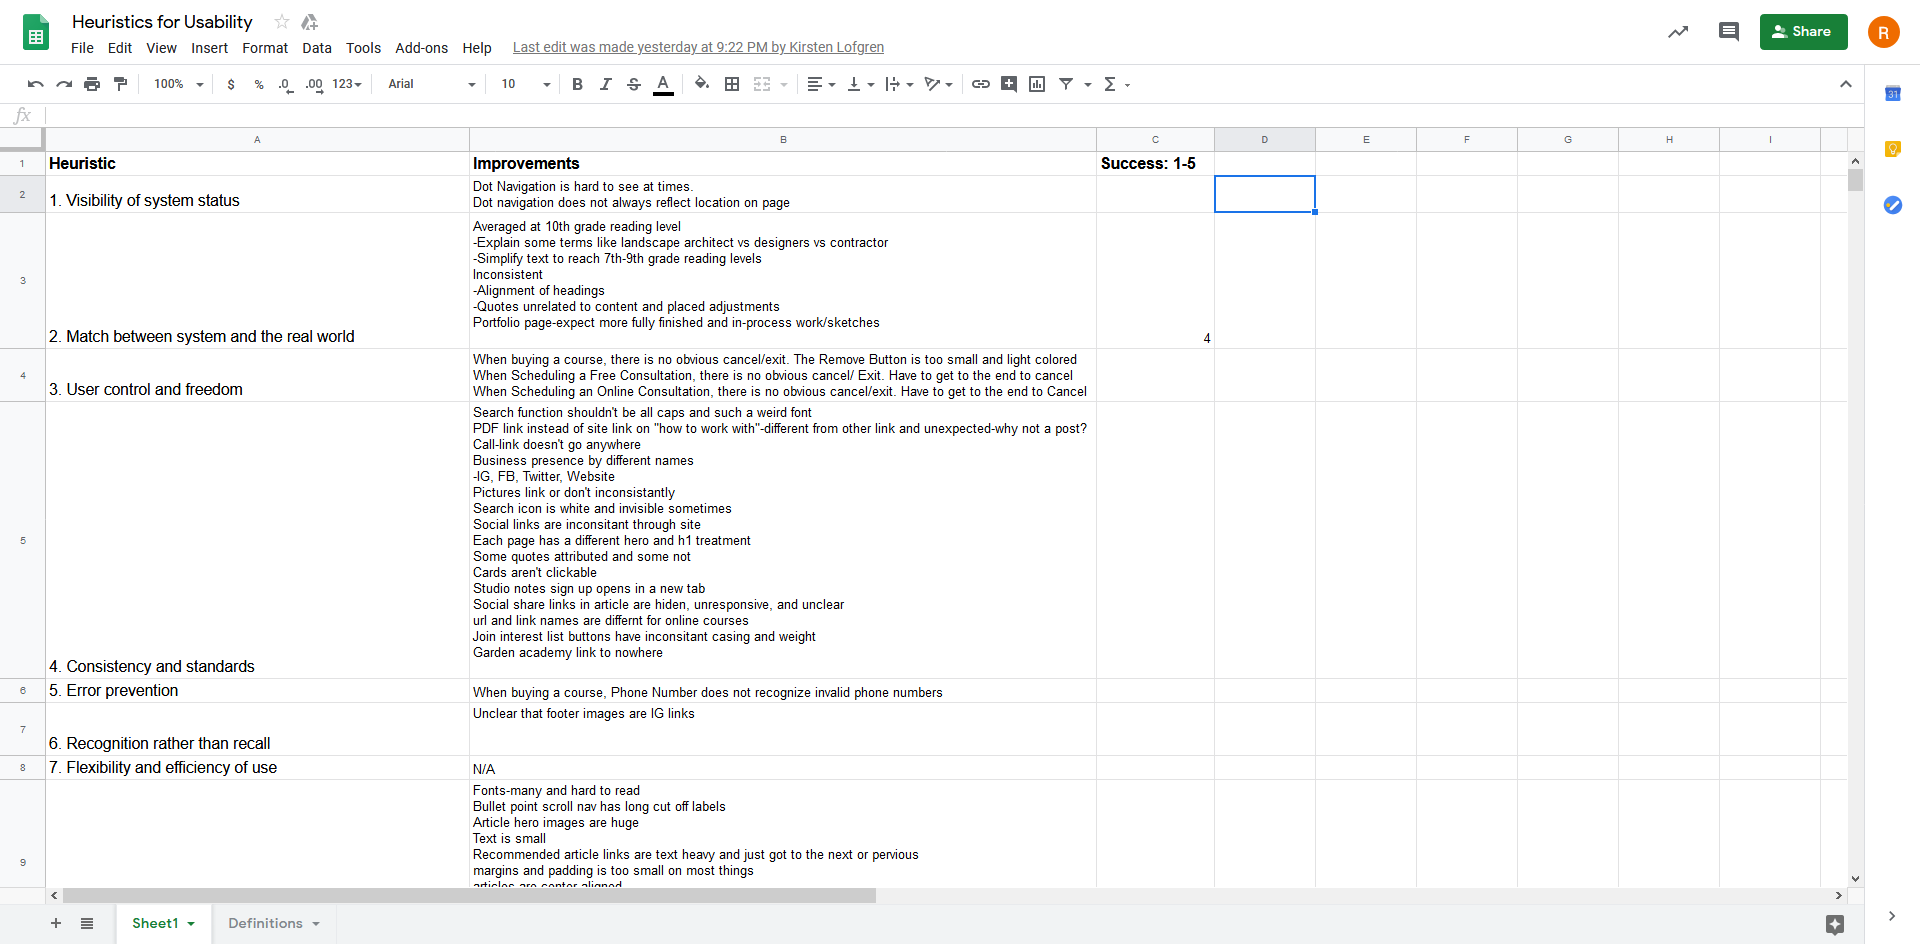 Heuristics for Usability
File Edit View Insert Format Data Tools Add-ons Help Last edit was made yesterday at 9:22 PM by Kirsten Lofgren
Share
R
100% $ % .0 .00 123 Arial 10 B I S A
31
fx
A B C D E F G H I
1 Heuristic Improvements Success: 1-5
Dot Navigation is hard to see at times.
2 1. Visibility of system status Dot navigation does not always reflect location on page
Averaged at 10th grade reading level
-Explain some terms like landscape architect vs designers vs contractor
-Simplify text to reach 7th-9th grade reading levels
3 Inconsistent
-Alignment of headings
-Quotes unrelated to content and placed adjustments
Portfolio page-expect more fully finished and in-process work/sketches
2. Match between system and the real world 4
When buying a course, there is no obvious cancel/exit. The Remove Button is too small and light colored
4 When Scheduling a Free Consultation, there is no obvious cancel/ Exit. Have to get to the end to cancel
3. User control and freedom When Scheduling an Online Consultation, there is no obvious cancel/exit. Have to get to the end to Cancel
Search function shouldn't be all caps and such a weird font
PDF link instead of site link on "how to work with"-different from other link and unexpected-why not a post?
Call-link doesn't go anywhere
Business presence by different names
-IG, FB, Twitter, Website
Pictures link or don't inconsistantly
Search icon is white and invisible sometimes
Social links are inconsitant through site
5 Each page has a different hero and h1 treatment
Some quotes attributed and some not
Cards aren't clickable
Studio notes sign up opens in a new tab
Social share links in article are hiden, unresponsive, and unclear
url and link names are differnt for online courses
Join interest list buttons have inconsitant casing and weight
Garden academy link to nowhere
4. Consistency and standards
6 5. Error prevention When buying a course, Phone Number does not recognize invalid phone numbers
Unclear that footer images are IG links
7
6. Recognition rather than recall
8 7. Flexibility and efficiency of use N/A
Fonts-many and hard to read
Bullet point scroll nav has long cut off labels
Article hero images are huge
Text is small
9 Recommended article links are text heavy and just got to the next or pervious
margins and padding is too small on most things
articles are center aligned
Sheet1 Definitions